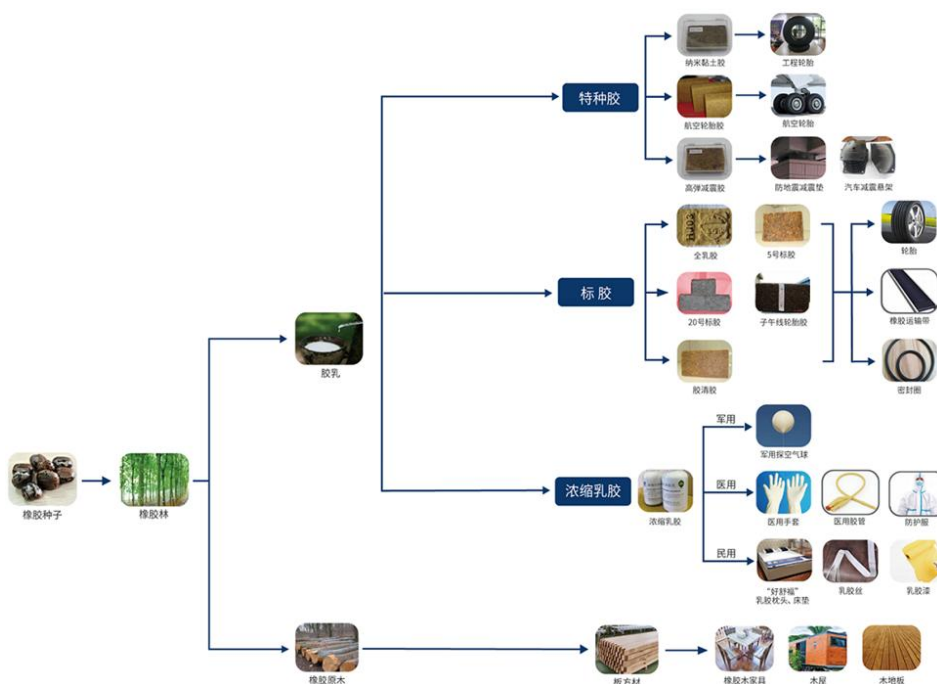 纳米黏土胶
工程轮胎
特种胶
航空轮胎胶
航空轮胎
高弹减震胶
防地震减震垫
汽车减震悬架
全乳胶
5号标胶
轮胎
标 胶
20号标胶
子午线轮胎胶
橡胶运输带
胶乳
胶清胶
密封圈
军用
军用探空气球
橡胶种子
橡胶林
浓缩乳胶
浓缩乳胶
医用
医用手套
医用胶管
防护服
民用
“好舒福”
乳胶枕头、床垫
乳胶丝
乳胶漆
橡胶原木
板方材
橡胶木家具
木屋
木地板